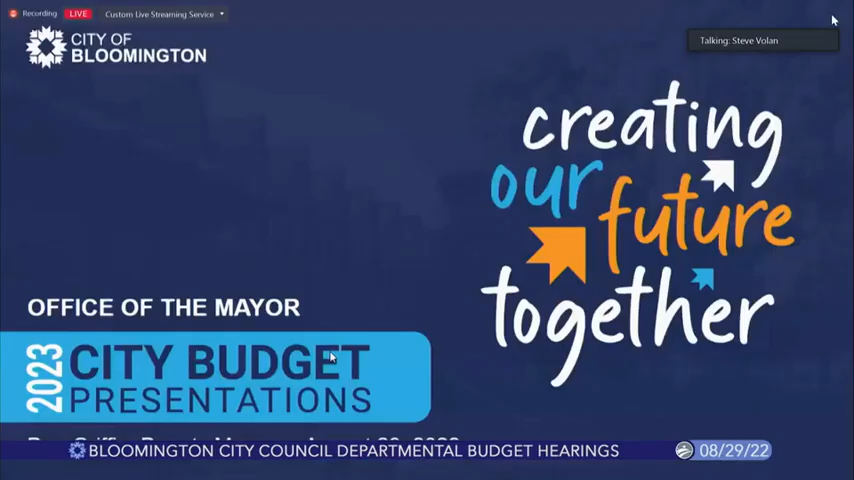 Recording LIVE Custom Live Streaming Service
CITY OF
BLOOMINGTON
Talking: Steve Volan
creating
our
future
together
OFFICE OF THE MAYOR
2023
CITY BUDGET
PRESENTATIONS
BLOOMINGTON CITY COUNCIL DEPARTMENTAL BUDGET HEARINGS
08/29/22